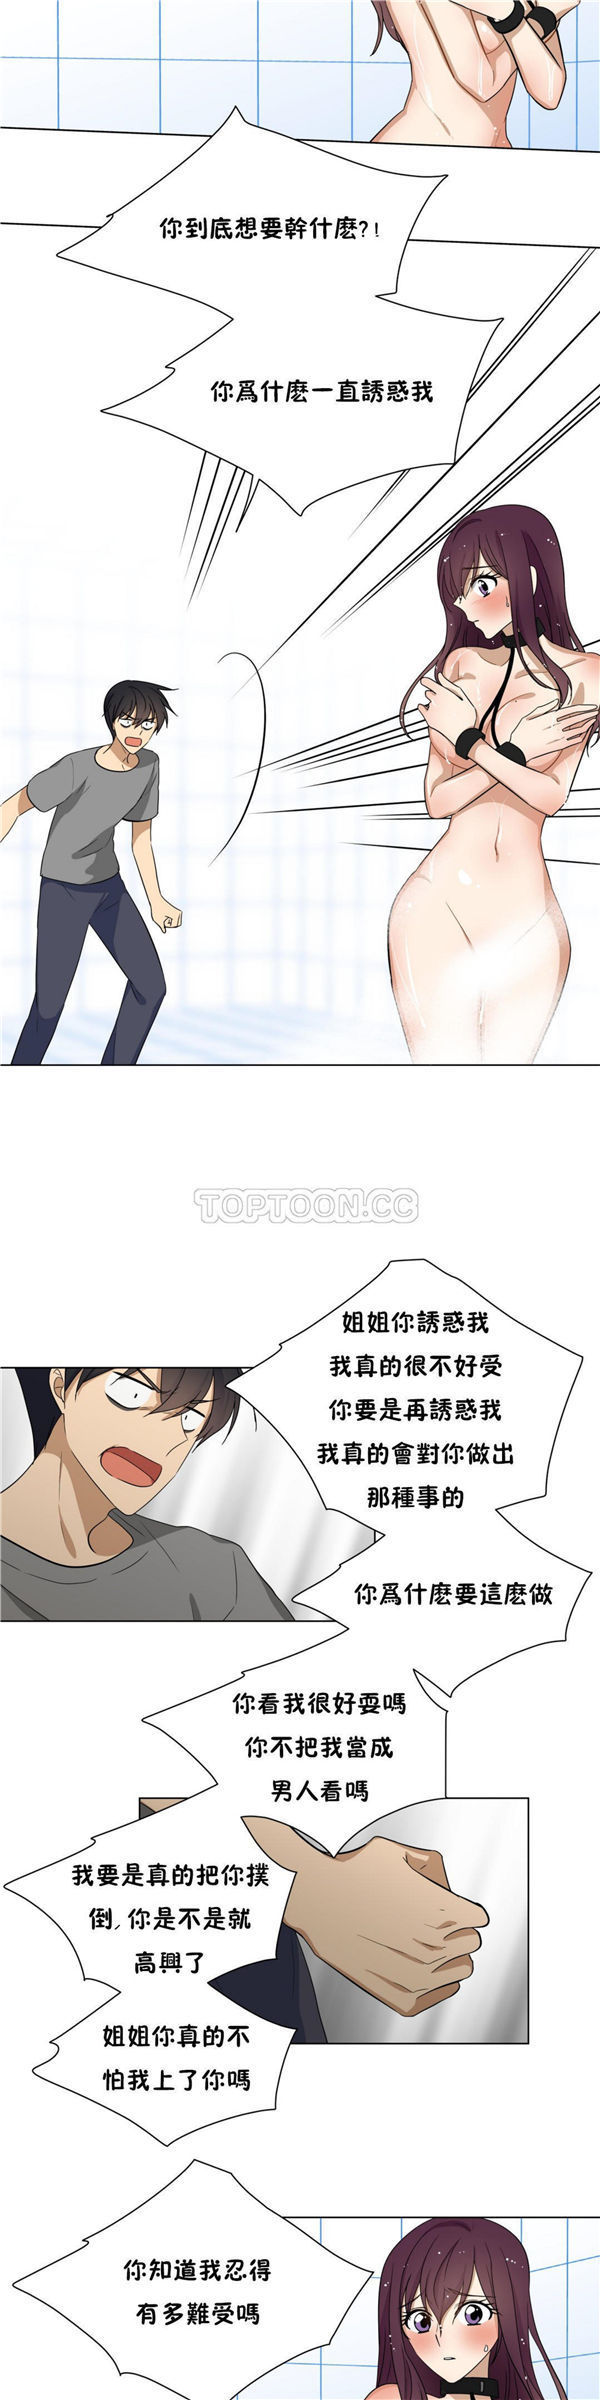 你到底想要幹什麽?!
你爲什麽一直誘惑我
TOPTOON.CC
姐姐你誘惑我
我真的很不好受
你要是再誘惑我
我真的會對你做出
那種事的
你爲什麽要這麽做
你看我很好耍嗎
你不把我當成
男人看嗎
我要是真的把你撲
倒,你是不是就
高興了
姐姐你真的不
怕我上了你嗎
你知道我忍得
有多難受嗎